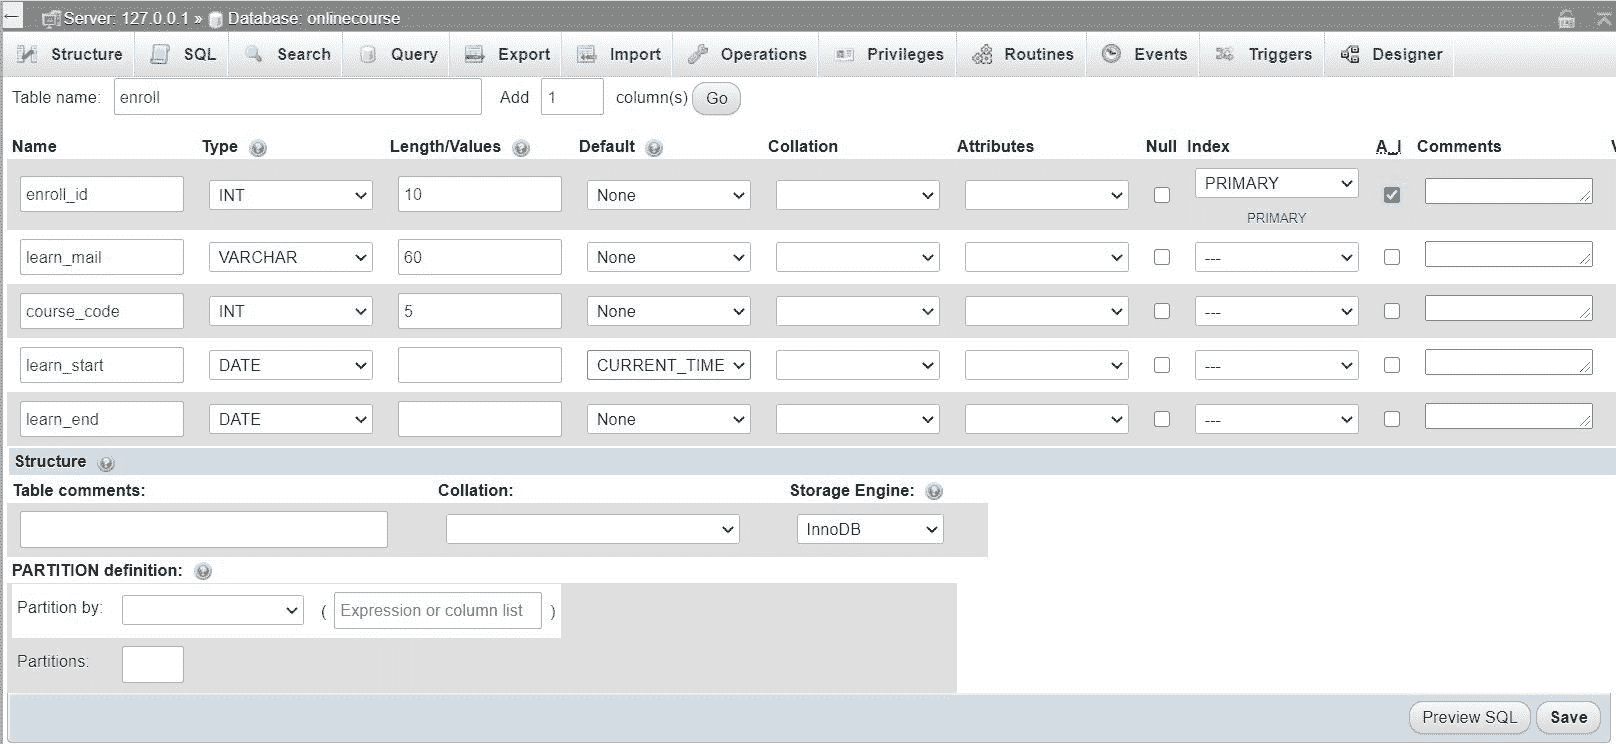 Server: 127.0.0.1 » Database: onlinecourse
Structure SQL Search Query Export Import Operations Privileges Routines Events Triggers Designer
Table name: enroll Add 1 column(s) Go
Name Type Length/Values Default Collation Attributes Null Index A_I Comments V
enroll_id INT 10 None PRIMARY
PRIMARY
learn_mail VARCHAR 60 None ---
course_code INT 5 None ---
learn_start DATE CURRENT_TIME ---
learn_end DATE None ---
Structure
Table comments: Collation: Storage Engine:
InnoDB
PARTITION definition:
Partition by: ( Expression or column list )
Partitions:
Preview SQL Save